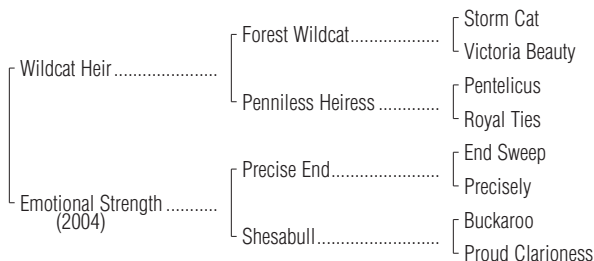 Storm Cat
Forest Wildcat....................
Victoria Beauty
Wildcat Heir.......................
Pentelicus
Penniless Heiress ..............
Royal Ties
End Sweep
Precise End........................
Precisely
Emotional Strength ...........
(2004)
Buckaroo
Shesabull...........................
Proud Clarioness